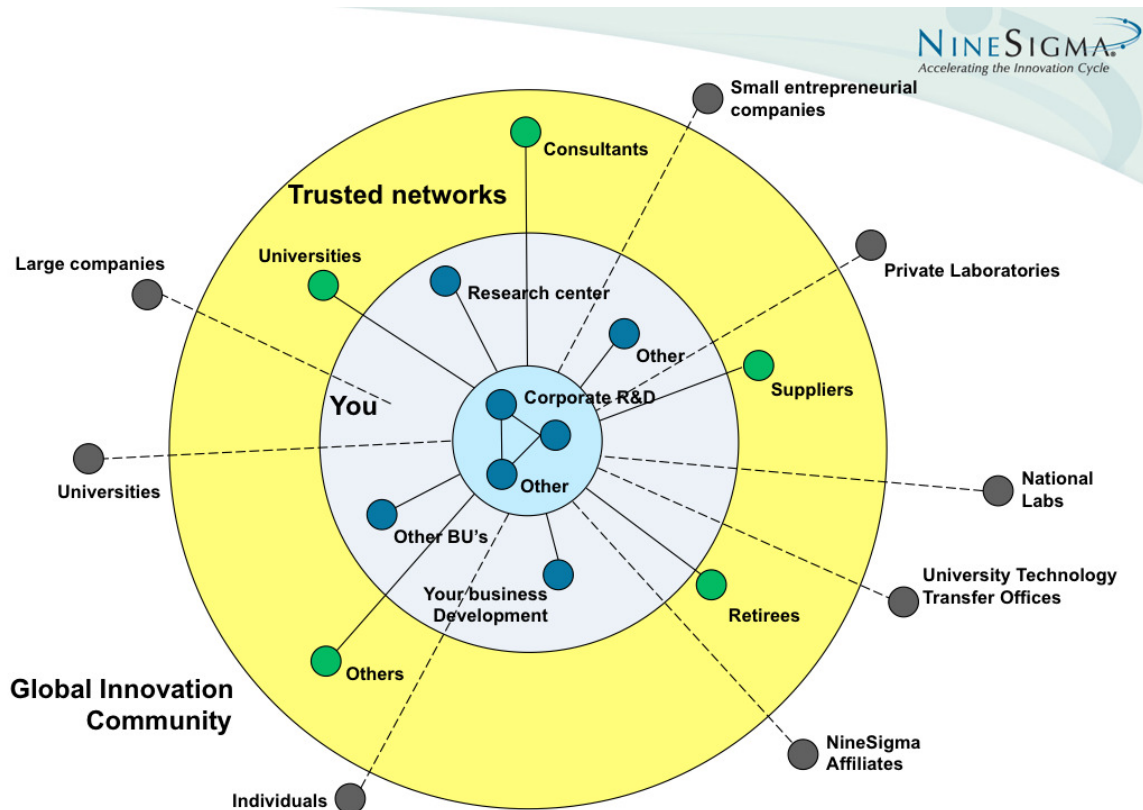 NINESIGMA®
Accelerating the Innovation Cycle
Small entrepreneurial
companies
Consultants
Trusted networks
Universities
Large companies
Private Laboratories
Research center
Other
Suppliers
Corporate R&D
You
Other
Universities
National
Labs
Other BU's
University Technology
Transfer Offices
Your business
Development
Retirees
Others
Global Innovation
Community
NineSigma
Affiliates
Individuals